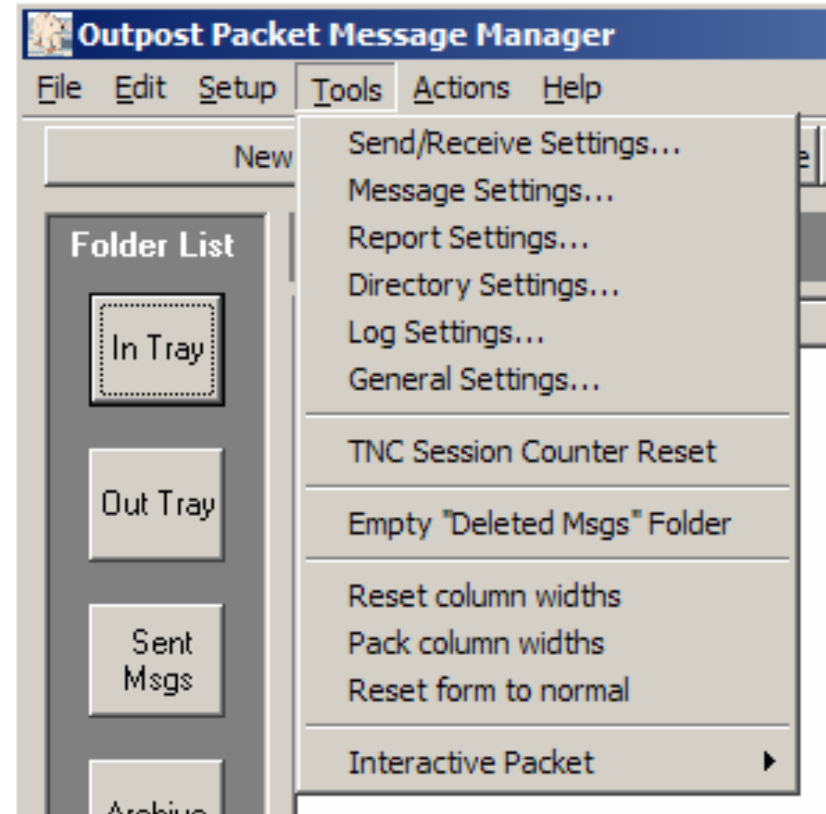 Outpost Packet Message Manager
File Edit Setup Tools Actions Help
New
Folder List
In Tray
Out Tray
Sent
Msgs
Archive
Send/Receive Settings...
Message Settings...
Report Settings...
Directory Settings...
Log Settings...
General Settings...
TNC Session Counter Reset
Empty "Deleted Msgs" Folder
Reset column widths
Pack column widths
Reset form to normal
Interactive Packet